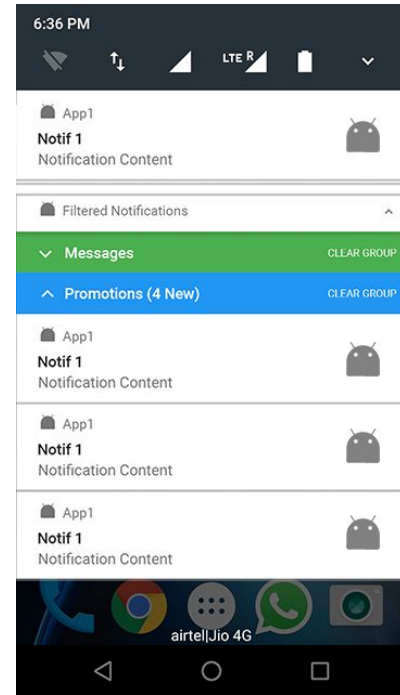 6:36 PM
LTE R
App1
Notif 1
Notification Content
Filtered Notifications
Messages CLEAR GROUP
Promotions (4 New) CLEAR GROUP
App1
Notif 1
Notification Content
App1
Notif 1
Notification Content
App1
Notif 1
Notification Content
airtel|Jio 4G